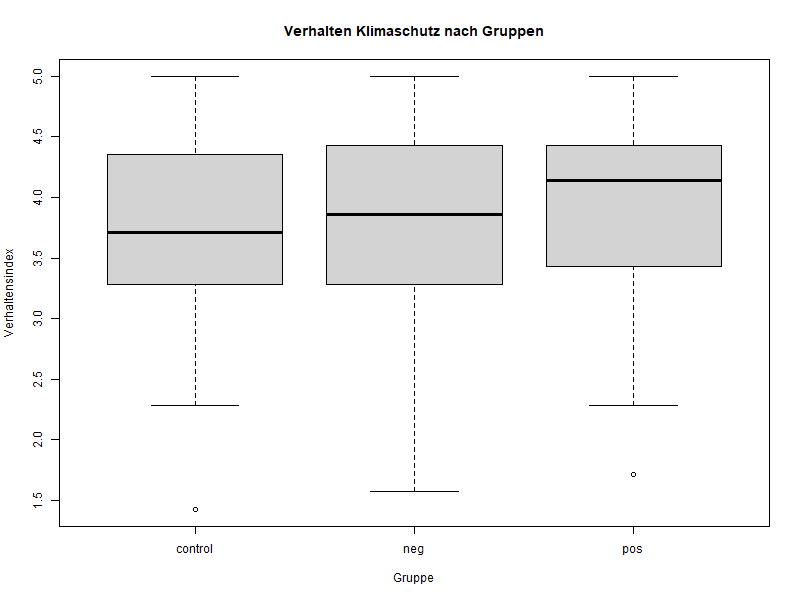 Verhalten Klimaschutz nach Gruppen
Verhaltensindex
5.0
4.5
4.0
3.5
3.0
2.5
2.0
1.5
control neg pos
Gruppe